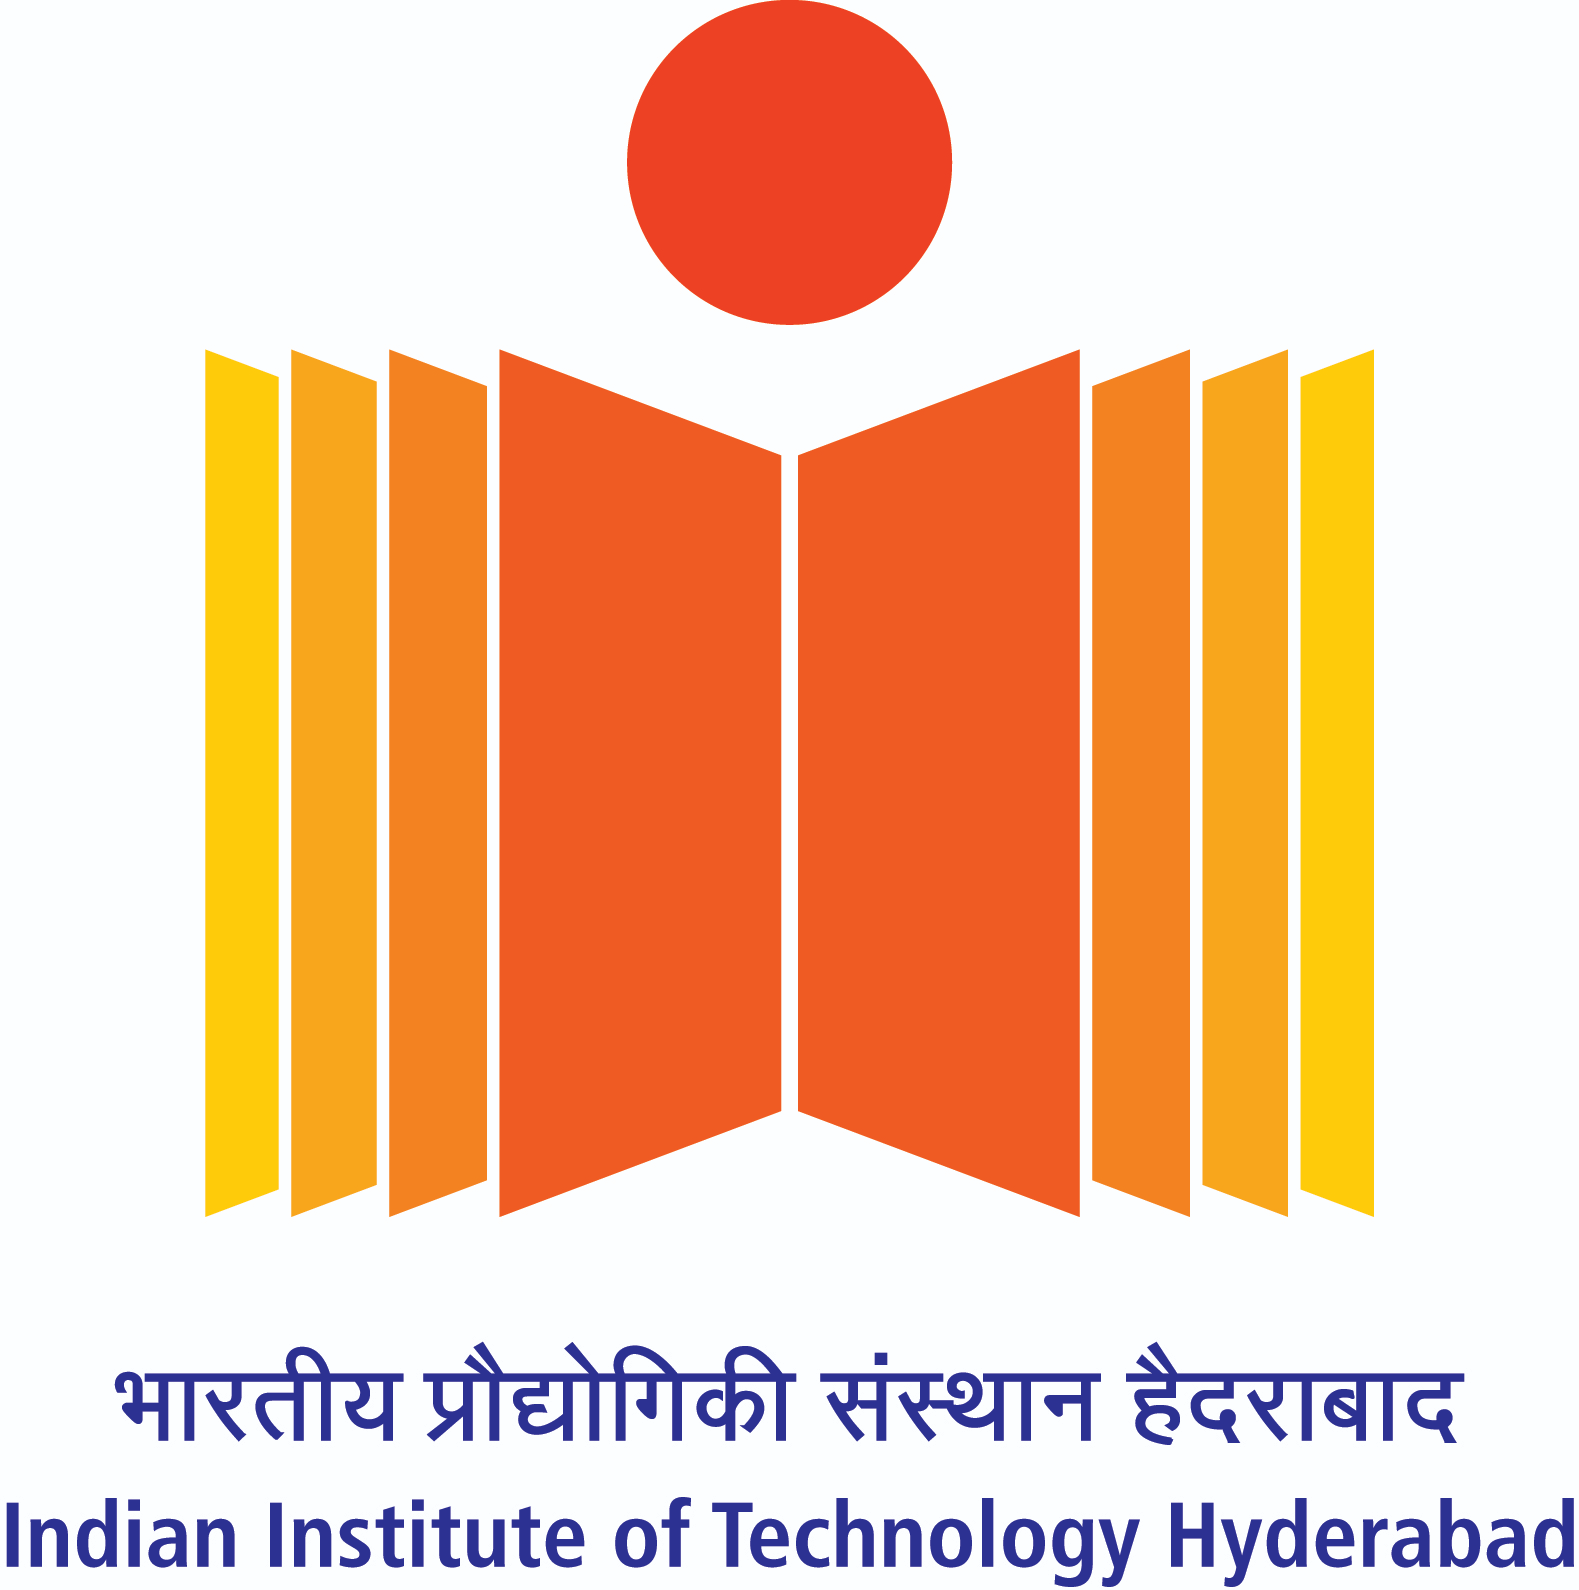 भारतीय प्रौद्योगिकी संस्थान हैदराबाद
Indian Institute of Technology Hyderabad